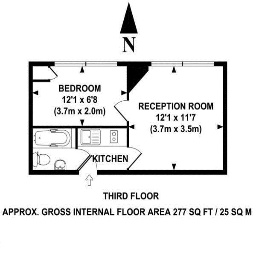 N
BEDROOM
12'1 x 6'8
(3.7m x 2.0m)
RECEPTION ROOM
12'1 x 11'7
(3.7m x 3.5m)
KITCHEN
THIRD FLOOR
APPROX. GROSS INTERNAL FLOOR AREA 277 SQ FT / 25 SQ M